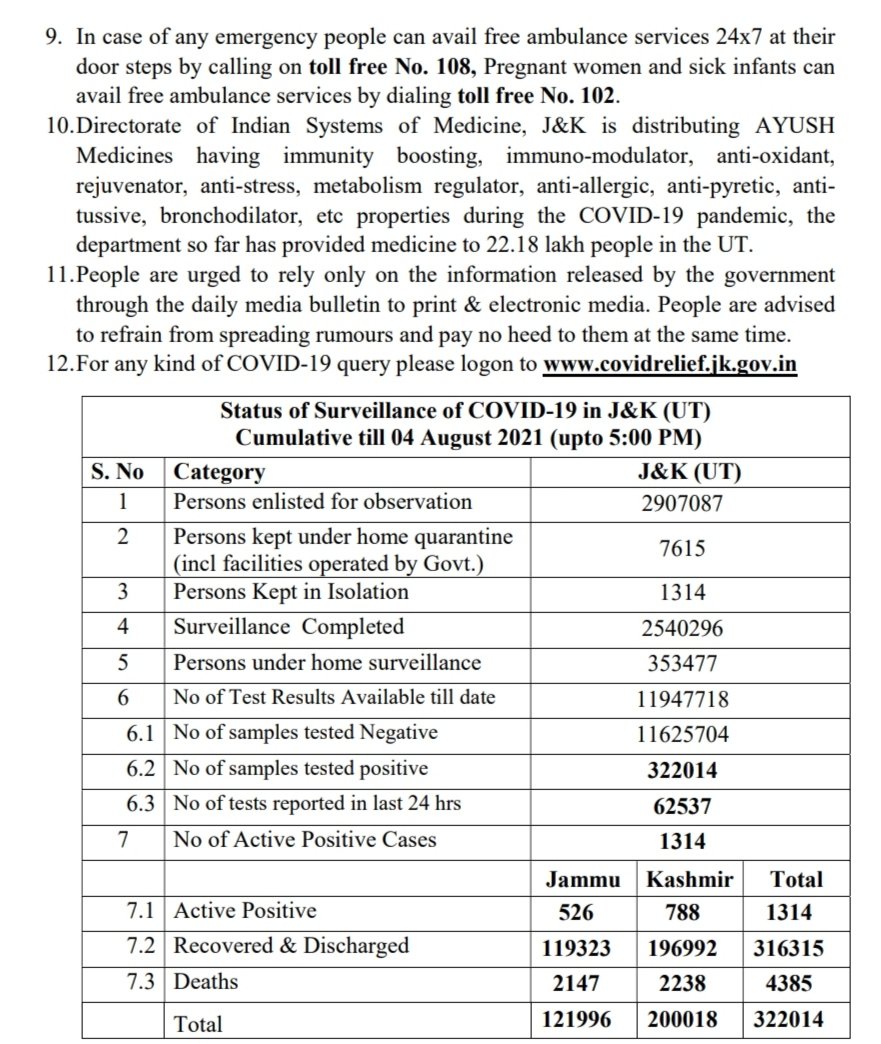 9. In case of any emergency people can avail free ambulance services 24x7 at their
door steps by calling on toll free No. 108, Pregnant women and sick infants can
avail free ambulance services by dialing toll free No. 102.
10.Directorate of Indian Systems of Medicine, J&K is distributing AYUSH
Medicines having immunity boosting, immuno-modulator, anti-oxidant,
rejuvenator, anti-stress, metabolism regulator, anti-allergic, anti-pyretic, anti-
tussive, bronchodilator, etc properties during the COVID-19 pandemic, the
department so far has provided medicine to 22.18 lakh people in the UT.
11.People are urged to rely only on the information released by the government
through the daily media bulletin to print & electronic media. People are advised
to refrain from spreading rumours and pay no heed to them at the same time.
12.For any kind of COVID-19 query please logon to www.covidrelief.jk.gov.in
Status of Surveillance of COVID-19 in J&K (UT)
Cumulative till 04 August 2021 (upto 5:00 PM)
S. No Category J&K (UT)
1 Persons enlisted for observation 2907087
2 Persons kept under home quarantine
(incl facilities operated by Govt.) 7615
3 Persons Kept in Isolation 1314
4 Surveillance Completed 2540296
5 Persons under home surveillance 353477
6 No of Test Results Available till date 11947718
6.1 No of samples tested Negative 11625704
6.2 No of samples tested positive 322014
6.3 No of tests reported in last 24 hrs 62537
7 No of Active Positive Cases 1314
Jammu Kashmir Total
7.1 Active Positive 526 788 1314
7.2 Recovered & Discharged 119323 196992 316315
7.3 Deaths 2147 2238 4385
Total 121996 200018 322014